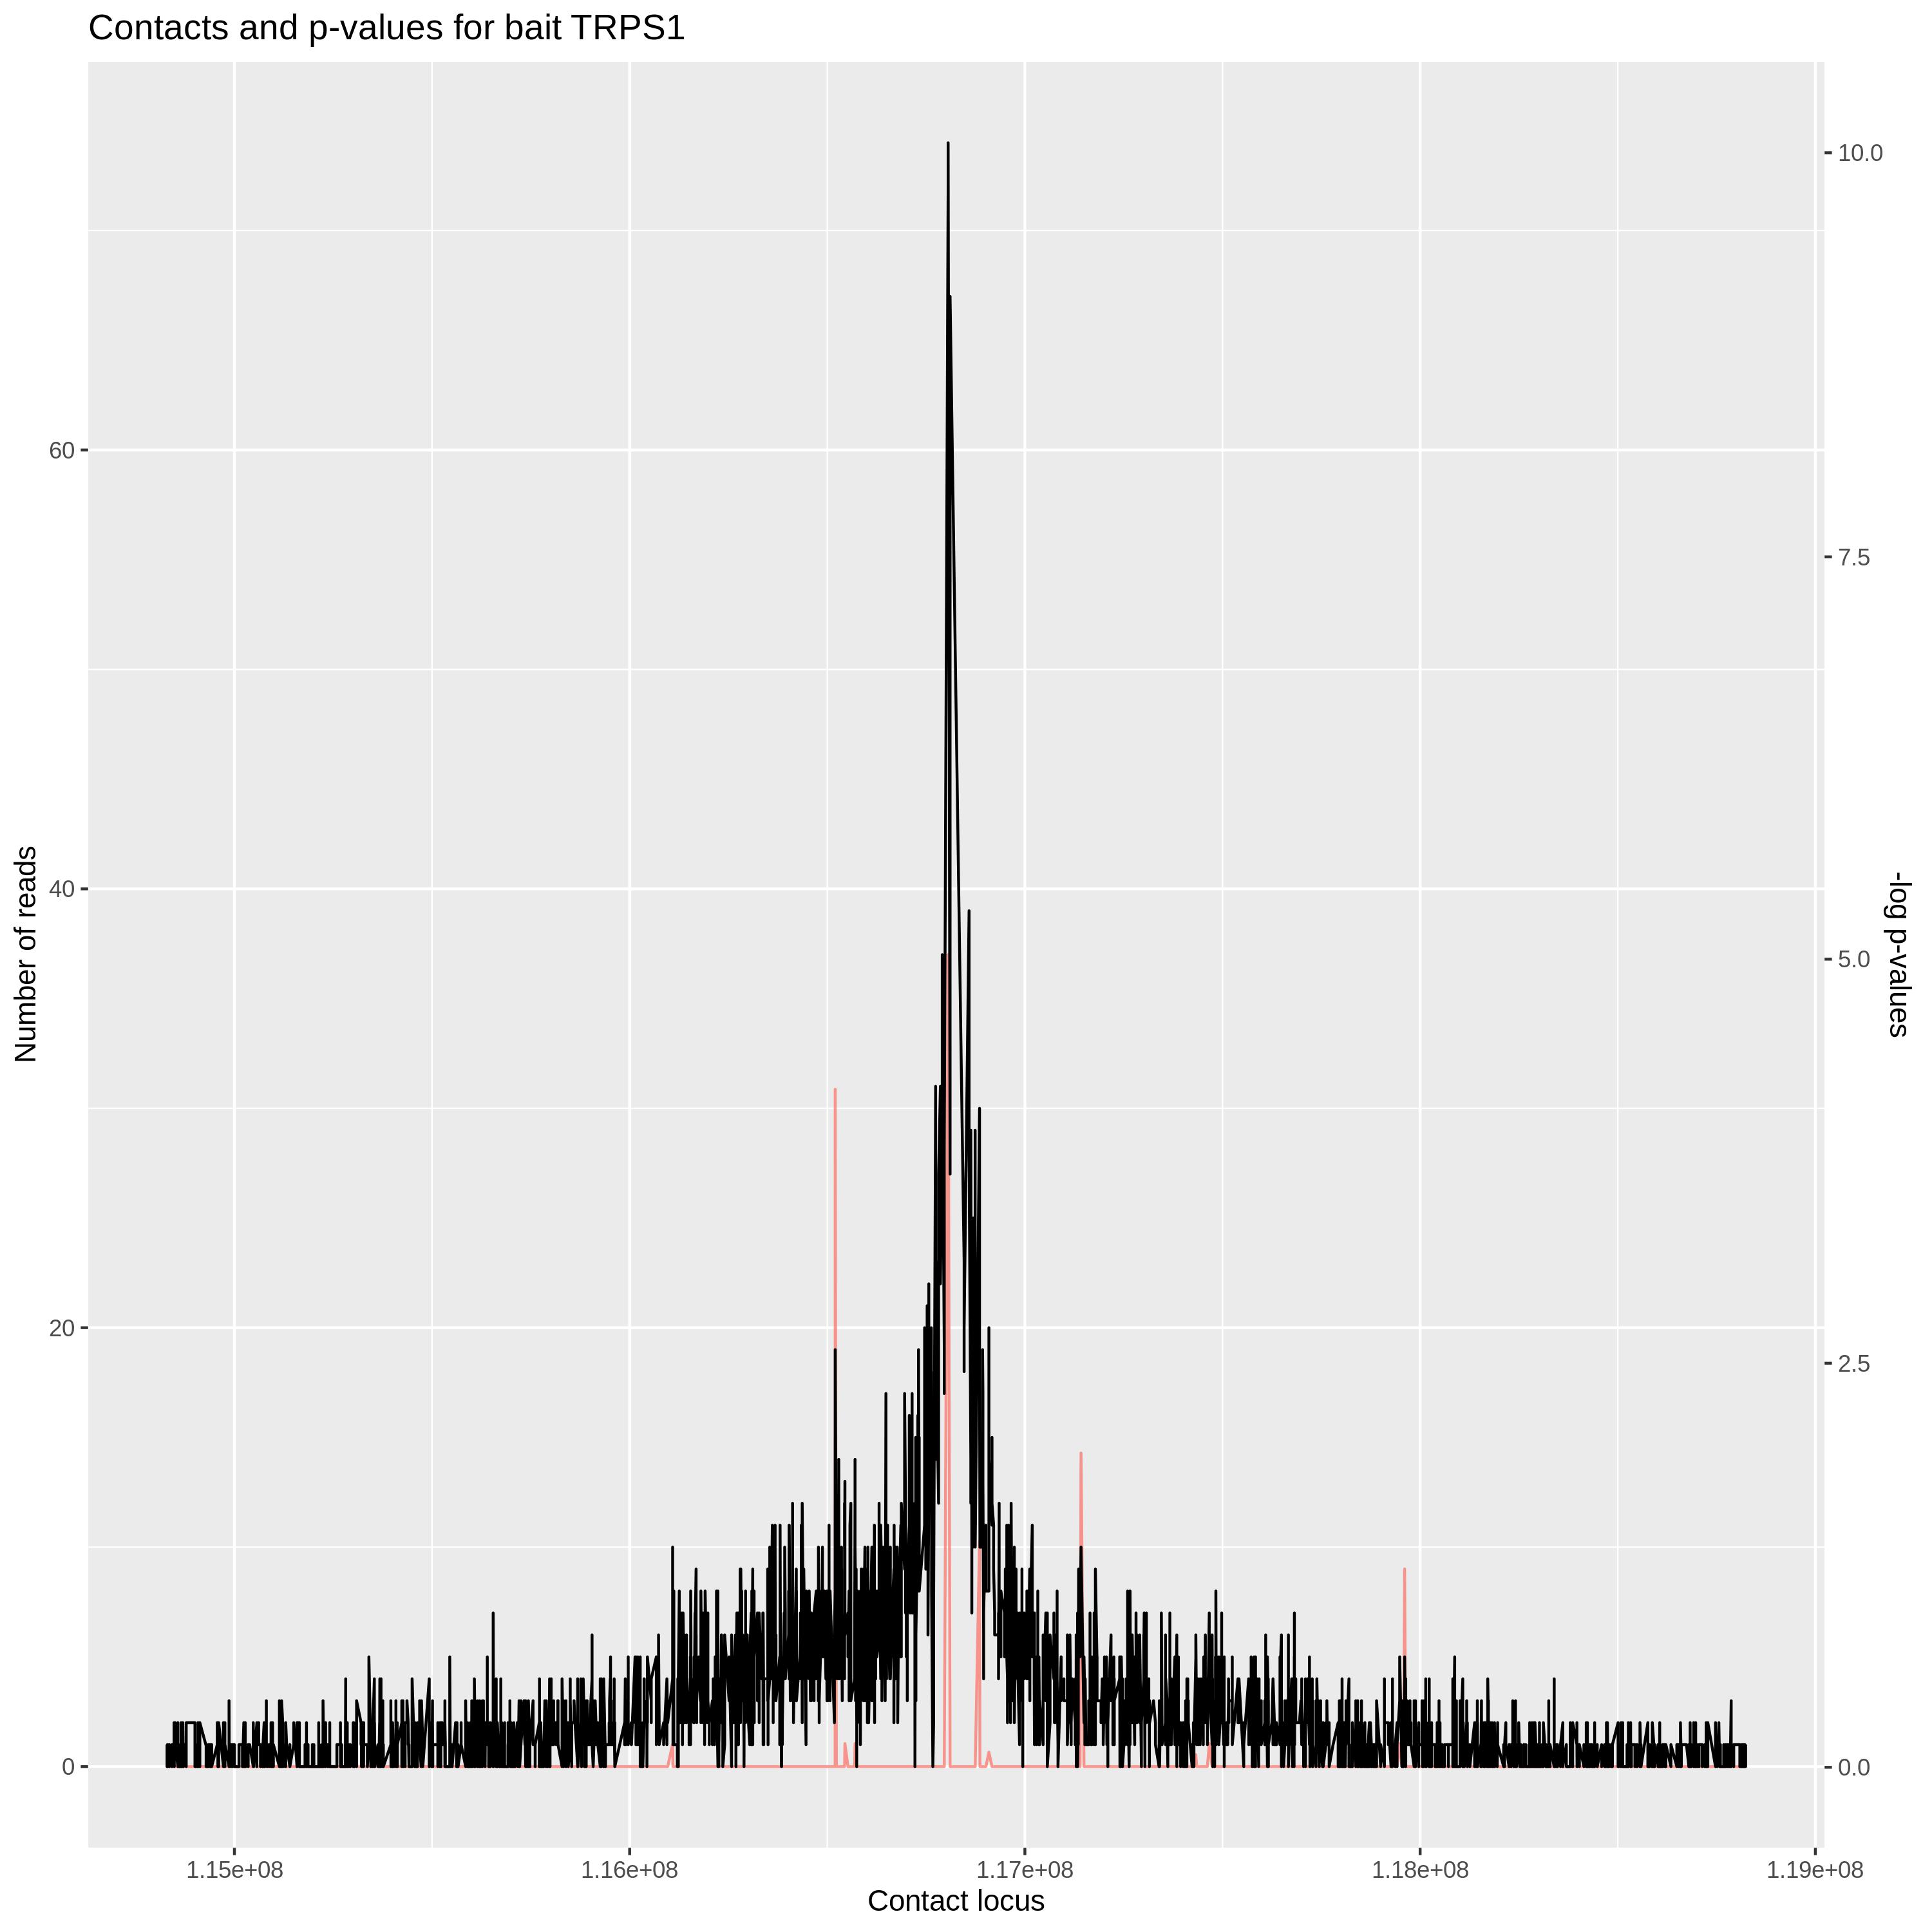 Contacts and p-values for bait TRPS1
Number of reads
60
40
20
0
10.0
7.5
5.0
2.5
0.0
-log p-values
1.15e+08
1.16e+08
1.17e+08
1.18e+08
1.19e+08
Contact locus